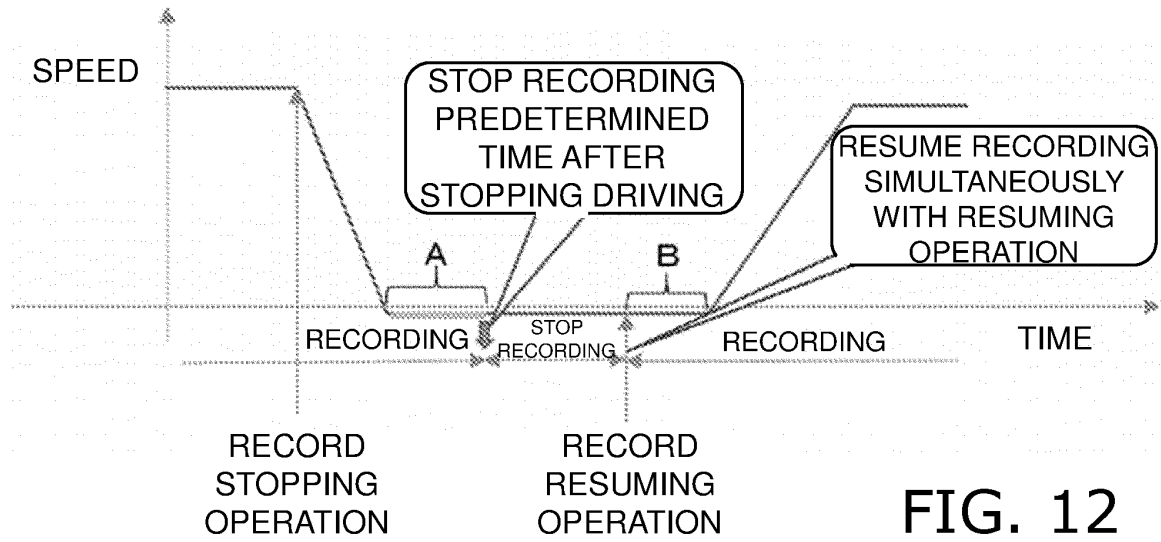 SPEED
STOP RECORDING
PREDETERMINED
TIME AFTER
STOPPING DRIVING
RESUME RECORDING
SIMULTANEOUSLY
WITH RESUMING
OPERATION
A
B
RECORDING
STOP
RECORDING
RECORDING
TIME
RECORD
STOPPING
OPERATION
RECORD
RESUMING
OPERATION
FIG. 12